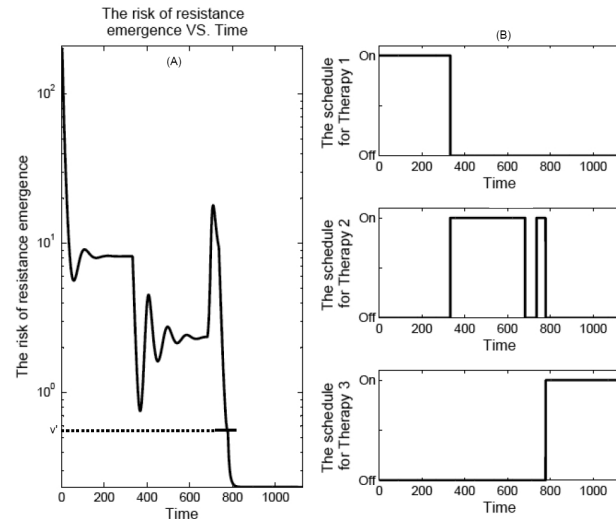 The risk of resistance
emergence VS. Time
(A)
The risk of resistance emergence
10²
10¹
10⁰
v'
0 200 400 600 800 1000
Time
(B)
The schedule
for Therapy 1
On
Off
0 200 400 600 800 1000
Time
The schedule
for Therapy 2
On
Off
0 200 400 600 800 1000
Time
The schedule
for Therapy 3
On
Off
0 200 400 600 800 1000
Time